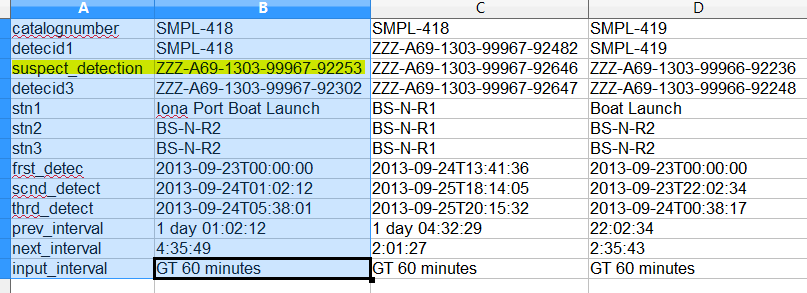 A B C D
catalognumber SMPL-418 SMPL-418 SMPL-419
detecid1 SMPL-418 ZZZ-A69-1303-99967-92482 SMPL-419
suspect_detection ZZZ-A69-1303-99967-92253 ZZZ-A69-1303-99967-92646 ZZZ-A69-1303-99966-92236
detecid3 ZZZ-A69-1303-99967-92302 ZZZ-A69-1303-99967-92647 ZZZ-A69-1303-99966-92248
stn1 Iona Port Boat Launch BS-N-R1 Boat Launch
stn2 BS-N-R2 BS-N-R1 BS-N-R2
stn3 BS-N-R2 BS-N-R1 BS-N-R2
frst_detec 2013-09-23T00:00:00 2013-09-24T13:41:36 2013-09-23T00:00:00
scnd_detect 2013-09-24T01:02:12 2013-09-25T18:14:05 2013-09-23T22:02:34
thrd_detect 2013-09-24T05:38:01 2013-09-25T20:15:32 2013-09-24T00:38:17
prev_interval 1 day 01:02:12 1 day 04:32:29 22:02:34
next_interval 4:35:49 2:01:27 2:35:43
input_interval GT 60 minutes GT 60 minutes GT 60 minutes